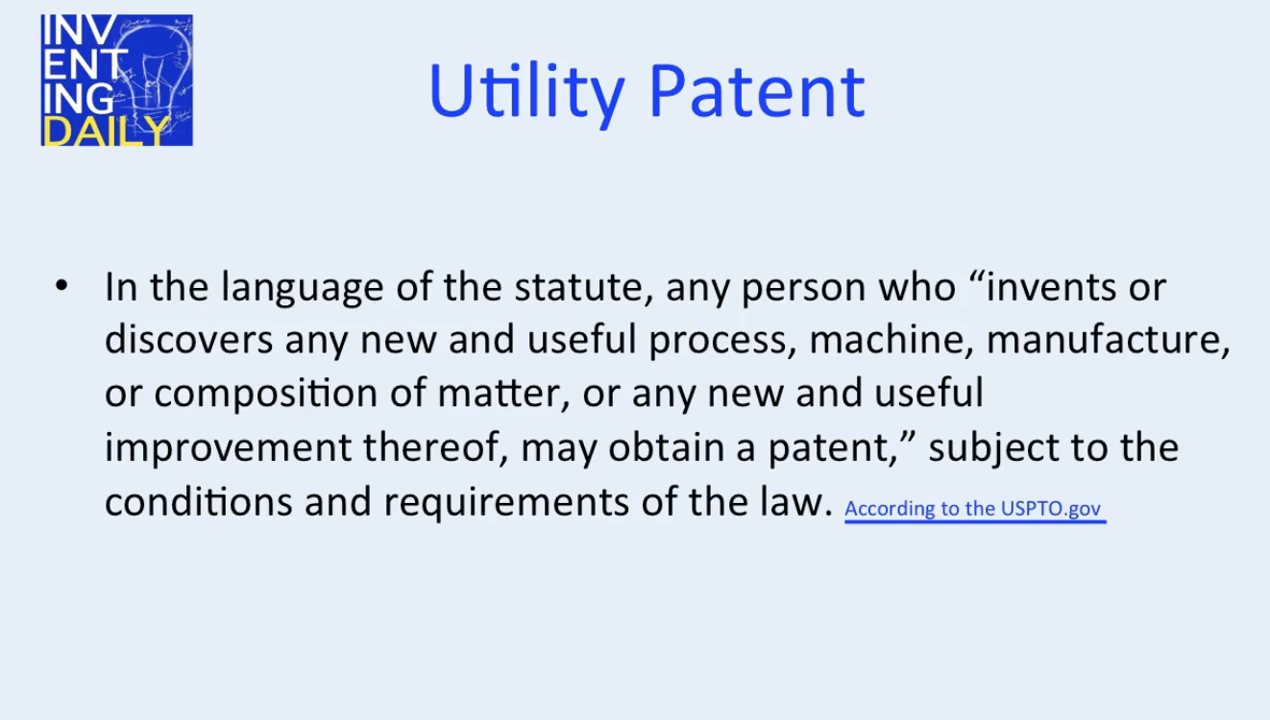 INV
ENT
ING
DAILY
Utility Patent
• In the language of the statute, any person who “invents or
discovers any new and useful process, machine, manufacture,
or composition of matter, or any new and useful
improvement thereof, may obtain a patent,” subject to the
conditions and requirements of the law. According to the USPTO.gov